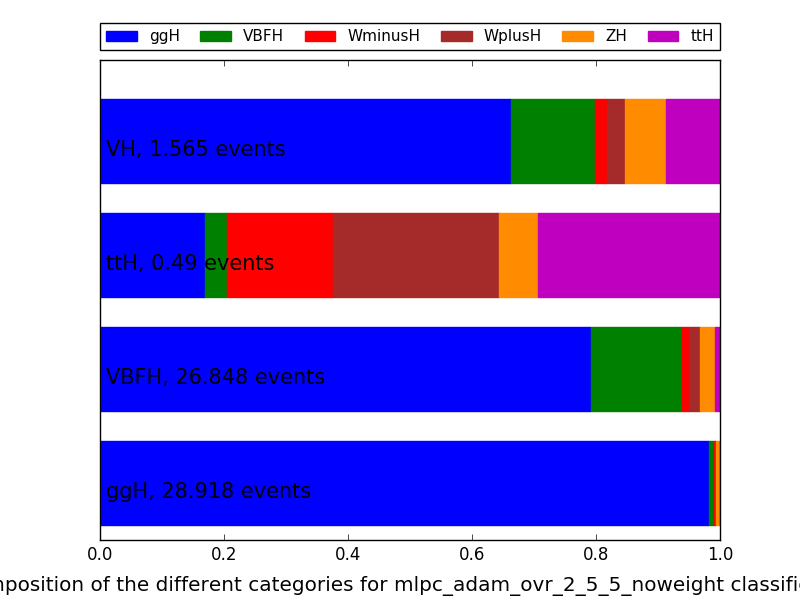 ggH VBFH WminusH WplusH ZH ttH
VH, 1.565 events
ttH, 0.49 events
VBFH, 26.848 events
ggH, 28.918 events
0.0 0.2 0.4 0.6 0.8 1.0
of the different categories for mlpc_adam_ovr_2_5_5_noweight